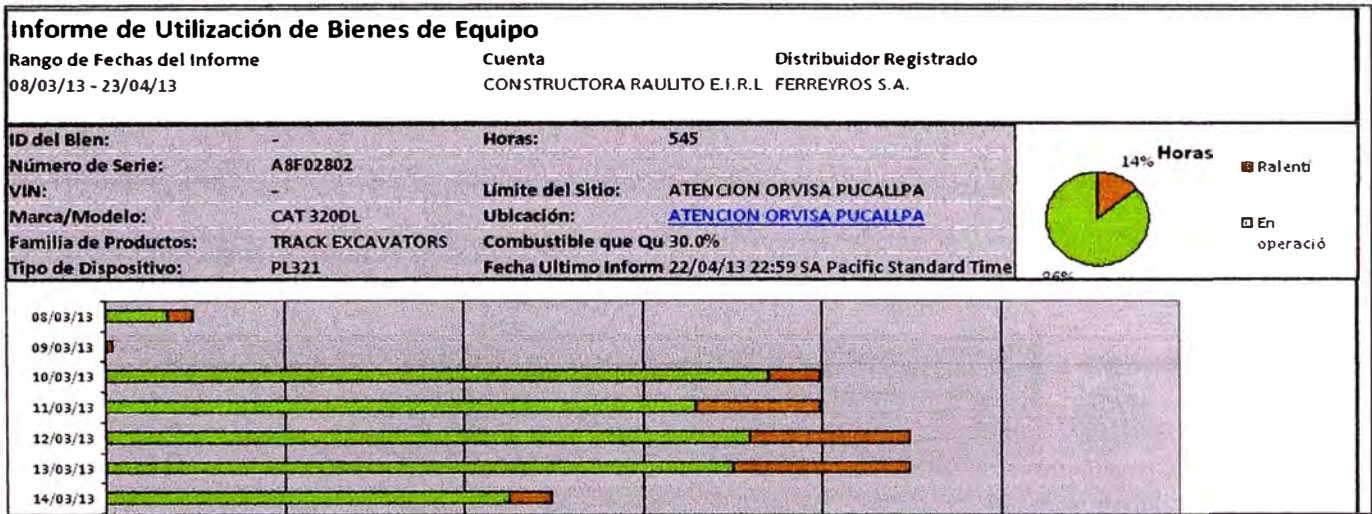 Informe de Utilización de Bienes de Equipo
Rango de Fechas del Informe Cuenta Distribuidor Registrado
08/03/13 - 23/04/13 CONSTRUCTORA RAULITO E.I.R.L FERREYROS S.A.
ID del Bien: - Horas: 545
Número de Serie: A8F02802
VIN: - Límite del Sitio: ATENCION ORVISA PUCALLPA
Marca/Modelo: CAT 320DL Ubicación: ATENCION ORVISA PUCALLPA
Familia de Productos: TRACK EXCAVATORS Combustible que Qu 30.0%
Tipo de Dispositivo: PL321 Fecha Ultimo Inform 22/04/13 22:59 SA Pacific Standard Time
14% Horas
Ralentí
En
operació
08/03/13
09/03/13
10/03/13
11/03/13
12/03/13
13/03/13
14/03/13